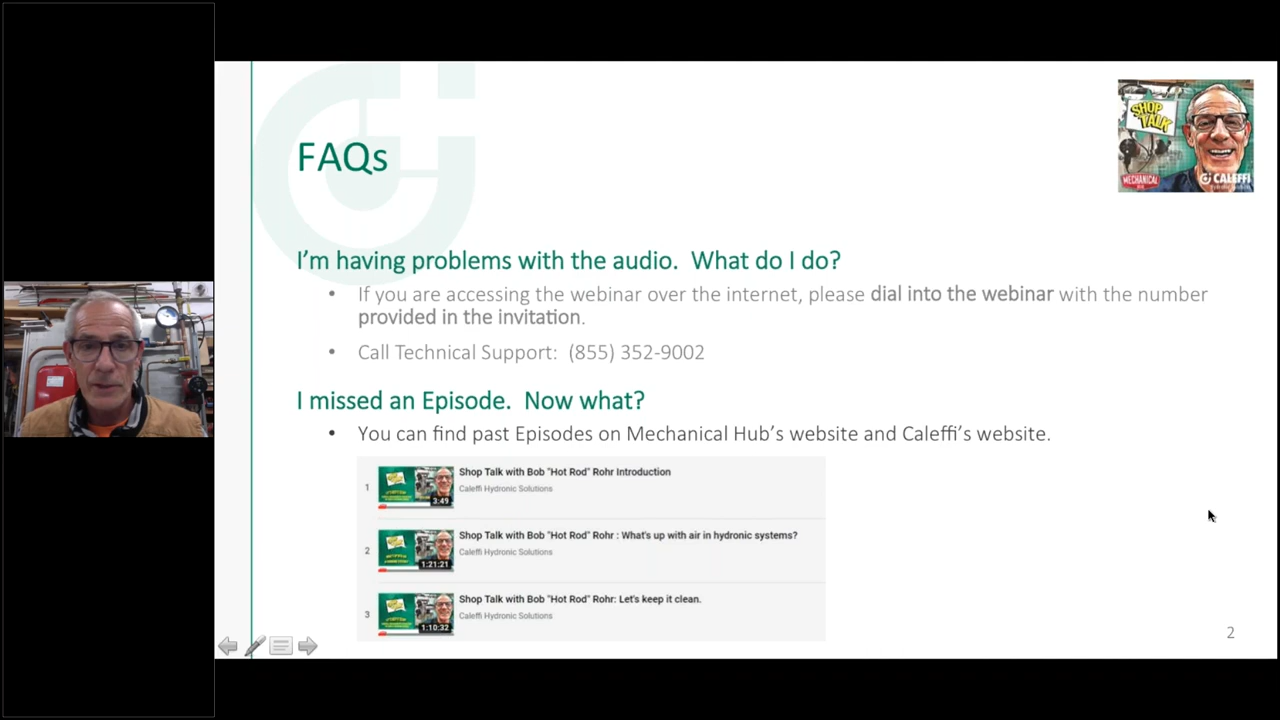 SHOP
TALK
MECHANICAL
CALEFFI
FAQs
I'm having problems with the audio. What do I do?
• If you are accessing the webinar over the internet, please dial into the webinar with the number
provided in the invitation.
• Call Technical Support: (855) 352-9002
I missed an Episode. Now what?
• You can find past Episodes on Mechanical Hub's website and Caleffi's website.
1
3:49
Shop Talk with Bob "Hot Rod" Rohr Introduction
Caleffi Hydronic Solutions
2
1:21:21
Shop Talk with Bob "Hot Rod" Rohr : What's up with air in hydronic systems?
Caleffi Hydronic Solutions
3
1:10:32
Shop Talk with Bob "Hot Rod" Rohr: Let's keep it clean.
Caleffi Hydronic Solutions
2